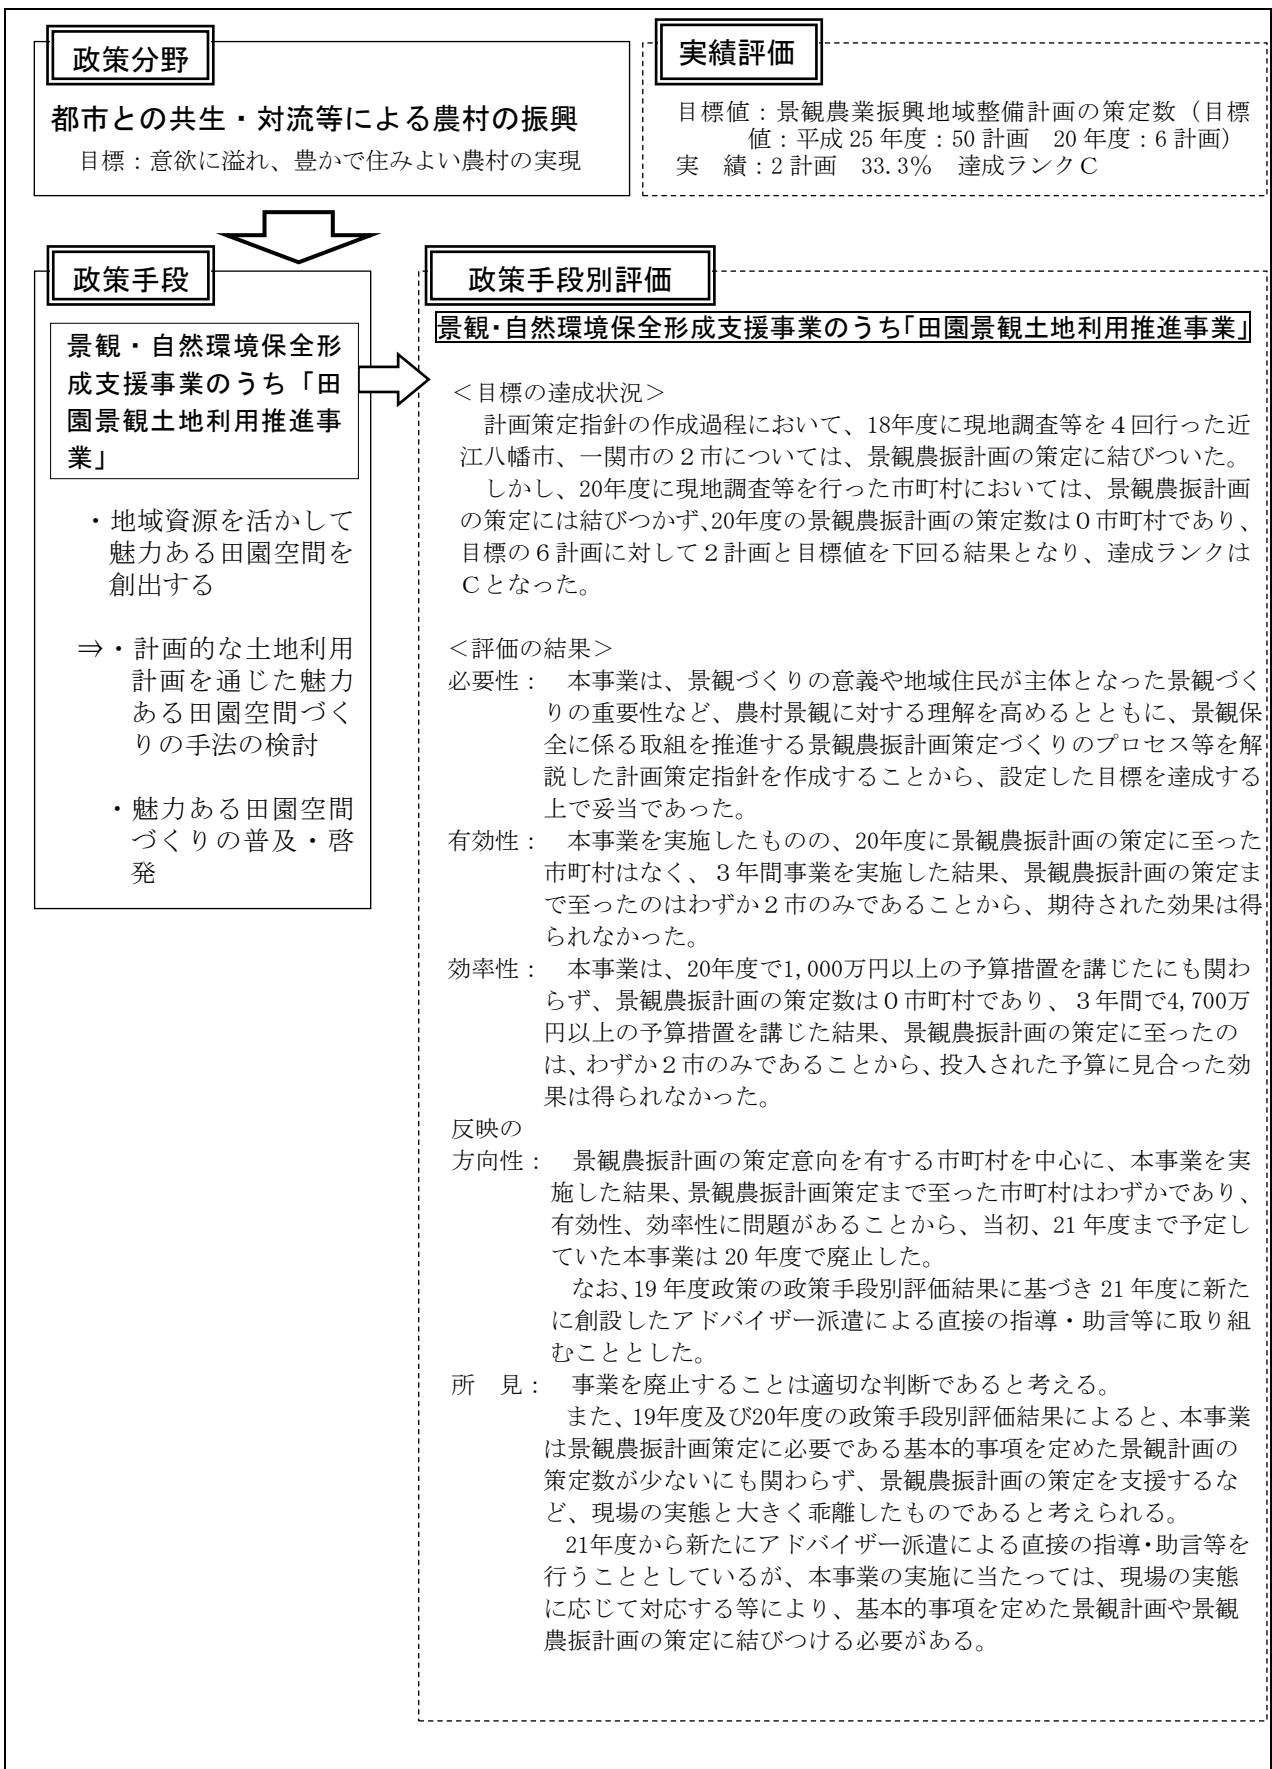 政策分野
都市との共生・対流等による農村の振興
目標：意欲に溢れ、豊かで住みよい農村の実現
実績評価
目標値：景観農業振興地域整備計画の策定数（目標
値：平成 25 年度：50 計画　20 年度：6 計画）
実　績：2 計画　33.3％　達成ランクＣ
政策手段
景観・自然環境保全形
成支援事業のうち「田
園景観土地利用推進事
業」
・地域資源を活かして
魅力ある田園空間を
創出する
⇒・計画的な土地利用
計画を通じた魅力
ある田園空間づく
りの手法の検討
・魅力ある田園空間
づくりの普及・啓
発
政策手段別評価
景観・自然環境保全形成支援事業のうち「田園景観土地利用推進事業」
＜目標の達成状況＞
計画策定指針の作成過程において、18年度に現地調査等を４回行った近
江八幡市、一関市の２市については、景観農振計画の策定に結びついた。
しかし、20年度に現地調査等を行った市町村においては、景観農振計画
の策定には結びつかず、20年度の景観農振計画の策定数は０市町村であり、
目標の６計画に対して２計画と目標値を下回る結果となり、達成ランクは
Ｃとなった。
＜評価の結果＞
必要性：　本事業は、景観づくりの意義や地域住民が主体となった景観づく
りの重要性など、農村景観に対する理解を高めるとともに、景観保
全に係る取組を推進する景観農振計画策定づくりのプロセス等を解
説した計画策定指針を作成することから、設定した目標を達成する
上で妥当であった。
有効性：　本事業を実施したものの、20年度に景観農振計画の策定に至った
市町村はなく、３年間事業を実施した結果、景観農振計画の策定ま
で至ったのはわずか２市のみであることから、期待された効果は得
られなかった。
効率性：　本事業は、20年度で1,000万円以上の予算措置を講じたにも関わ
らず、景観農振計画の策定数は０市町村であり、３年間で4,700万
円以上の予算措置を講じた結果、景観農振計画の策定に至ったの
は、わずか２市のみであることから、投入された予算に見合った効
果は得られなかった。
反映の
方向性：　景観農振計画の策定意向を有する市町村を中心に、本事業を実
施した結果、景観農振計画策定まで至った市町村はわずかであり、
有効性、効率性に問題があることから、当初、21 年度まで予定し
ていた本事業は 20 年度で廃止した。
なお、19 年度政策の政策手段別評価結果に基づき 21 年度に新た
に創設したアドバイザー派遣による直接の指導・助言等に取り組
むこととした。
所　見：　事業を廃止することは適切な判断であると考える。
また、19年度及び20年度の政策手段別評価結果によると、本事業
は景観農振計画策定に必要である基本的事項を定めた景観計画の
策定数が少ないにも関わらず、景観農振計画の策定を支援するな
ど、現場の実態と大きく乖離したものであると考えられる。
21年度から新たにアドバイザー派遣による直接の指導・助言等を
行うこととしているが、本事業の実施に当たっては、現場の実態
に応じて対応する等により、基本的事項を定めた景観計画や景観
農振計画の策定に結びつける必要がある。